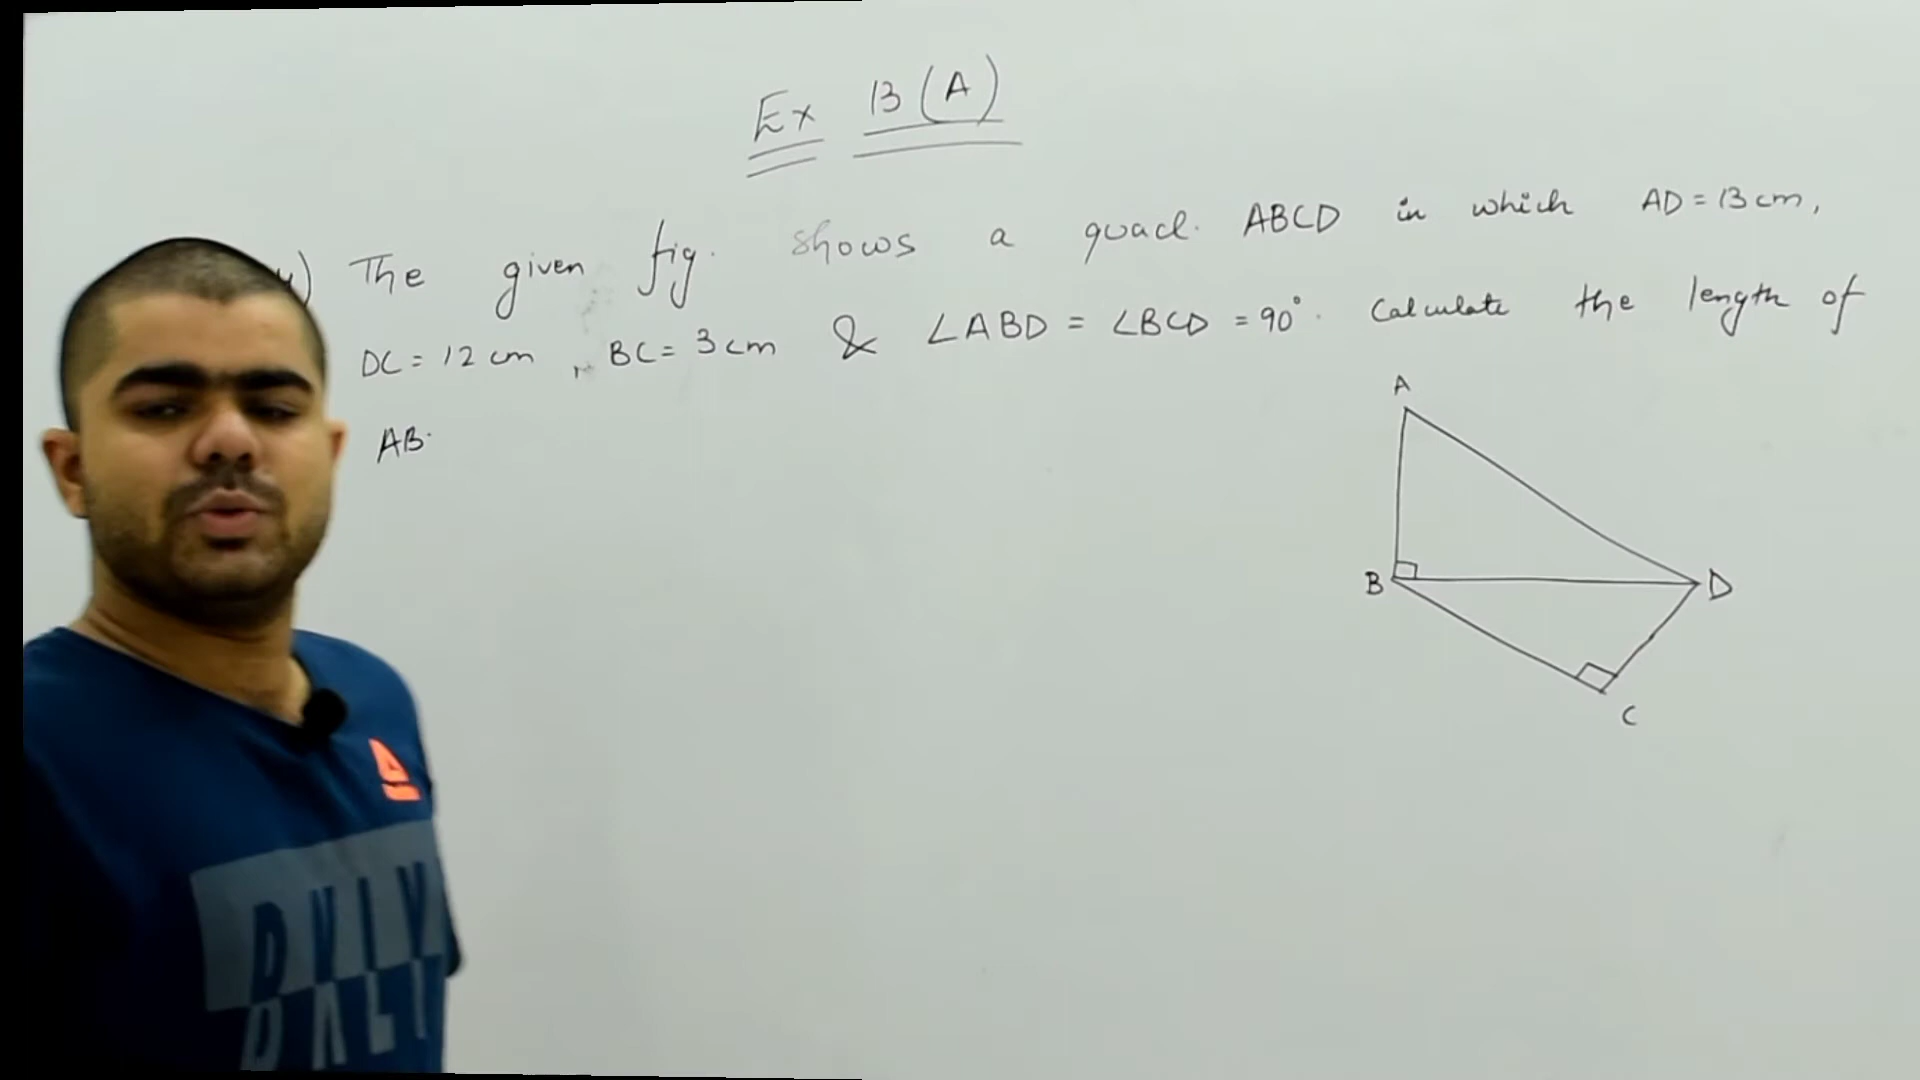 Ex 13 (A)
4) The given fig. shows a quad. ABCD in which AD = 13 cm,
DC = 12 cm, BC = 3 cm & ∠ABD = ∠BCD = 90°. Calculate the length of
AB.
A
B
D
C